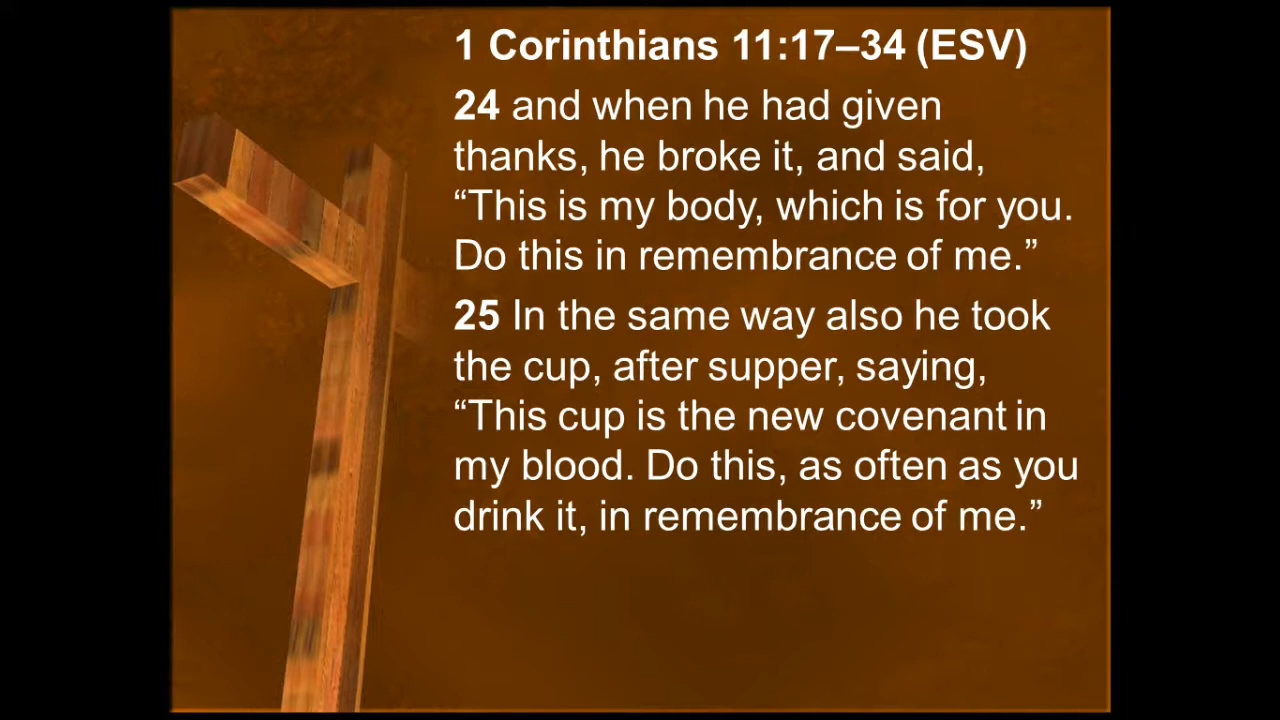 1 Corinthians 11:17–34 (ESV)
24 and when he had given
thanks, he broke it, and said,
“This is my body, which is for you.
Do this in remembrance of me.”
25 In the same way also he took
the cup, after supper, saying,
“This cup is the new covenant in
my blood. Do this, as often as you
drink it, in remembrance of me.”